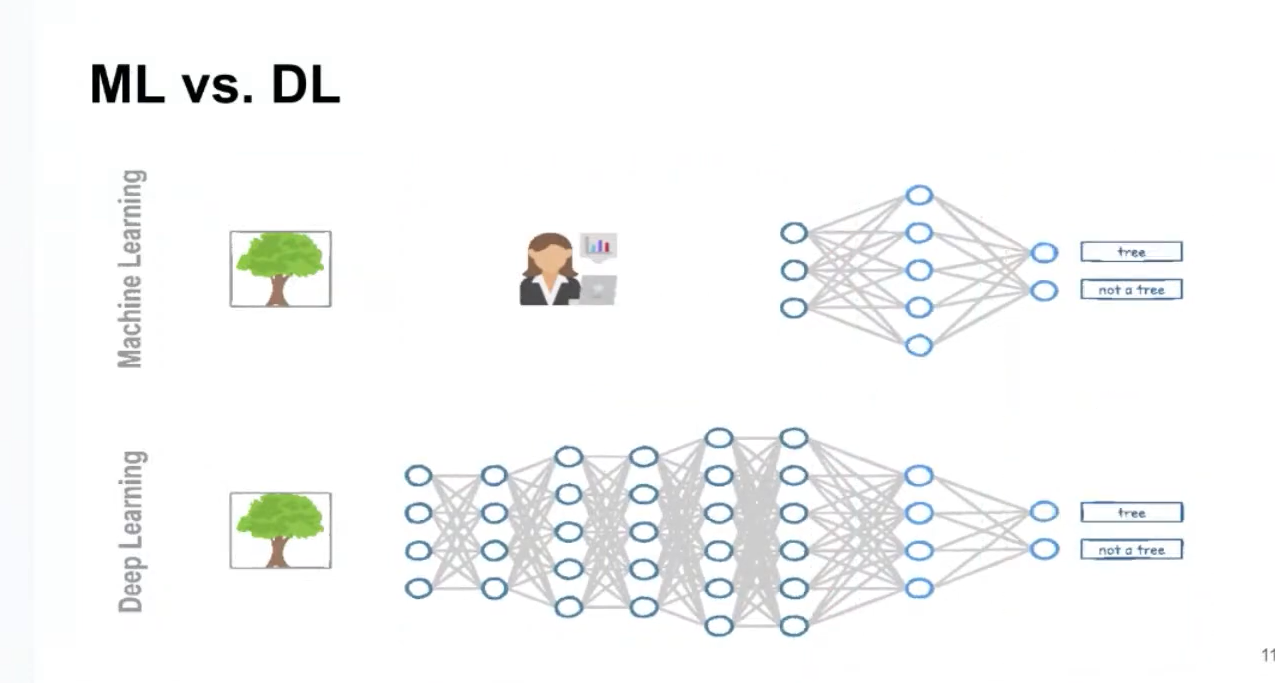 ML vs. DL
Machine Learning
tree
not a tree
Deep Learning
tree
not a tree
11